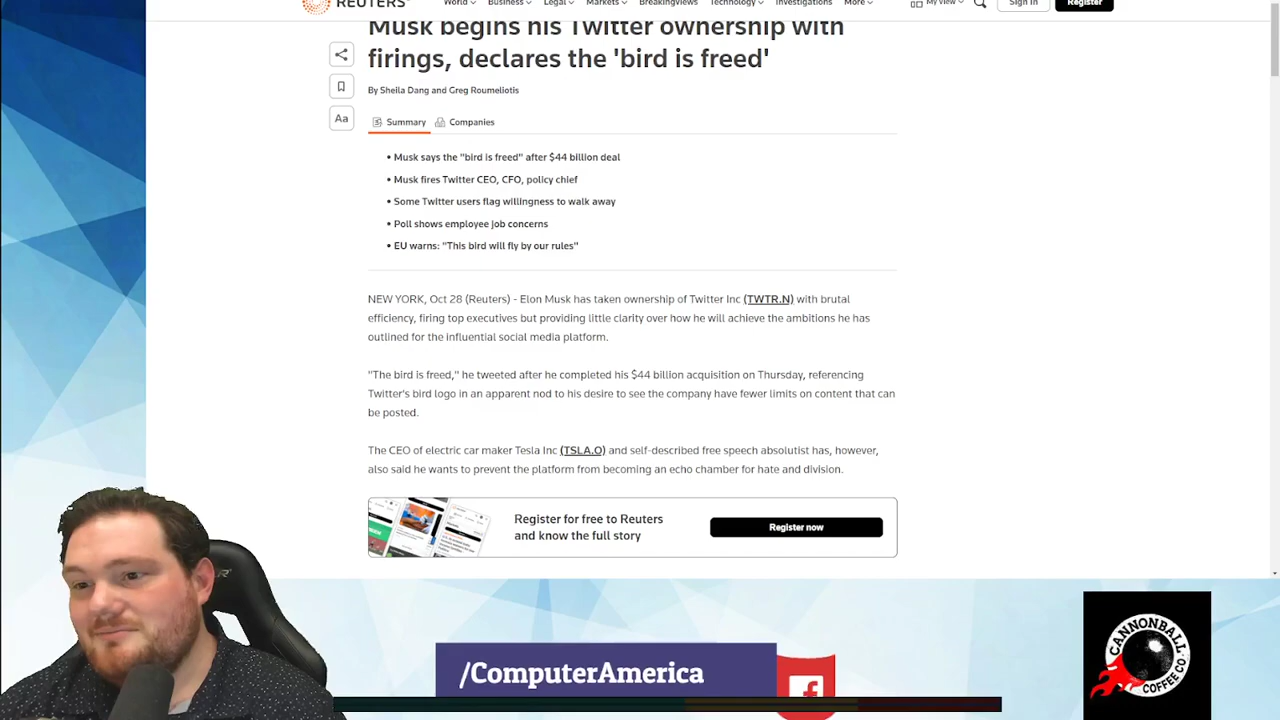 REUTERS
World Business Legal Markets Breakingviews Technology Investigations More My View Sign In Register
Musk begins his Twitter ownership with
firings, declares the 'bird is freed'
By Sheila Dang and Greg Roumeliotis
Aa
Summary Companies
• Musk says the "bird is freed" after $44 billion deal
• Musk fires Twitter CEO, CFO, policy chief
• Some Twitter users flag willingness to walk away
• Poll shows employee job concerns
• EU warns: "This bird will fly by our rules"
NEW YORK, Oct 28 (Reuters) - Elon Musk has taken ownership of Twitter Inc (TWTR.N) with brutal
efficiency, firing top executives but providing little clarity over how he will achieve the ambitions he has
outlined for the influential social media platform.
"The bird is freed," he tweeted after he completed his $44 billion acquisition on Thursday, referencing
Twitter's bird logo in an apparent nod to his desire to see the company have fewer limits on content that can
be posted.
The CEO of electric car maker Tesla Inc (TSLA.O) and self-described free speech absolutist has, however,
also said he wants to prevent the platform from becoming an echo chamber for hate and division.
Register for free to Reuters
and know the full story
Register now
/ComputerAmerica
CANNONBALL
COFFEE CO.